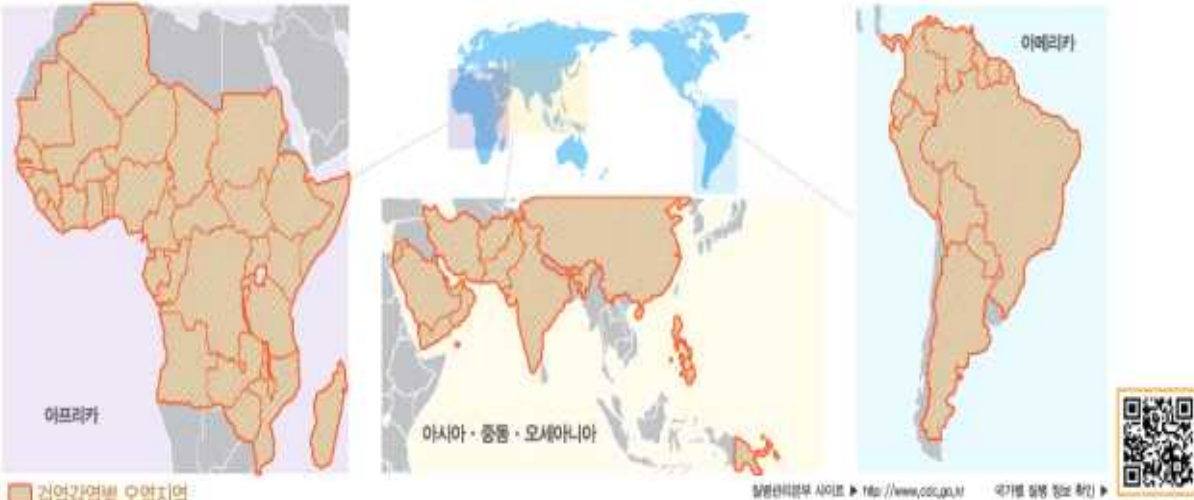 아메리카
아프리카
아시아 · 중동 · 오세아니아
검역감염병 오염지역
질병관리본부 사이트 ▶ http://www.cdc.go.kr 국가별 질병 정보 확인 ▶